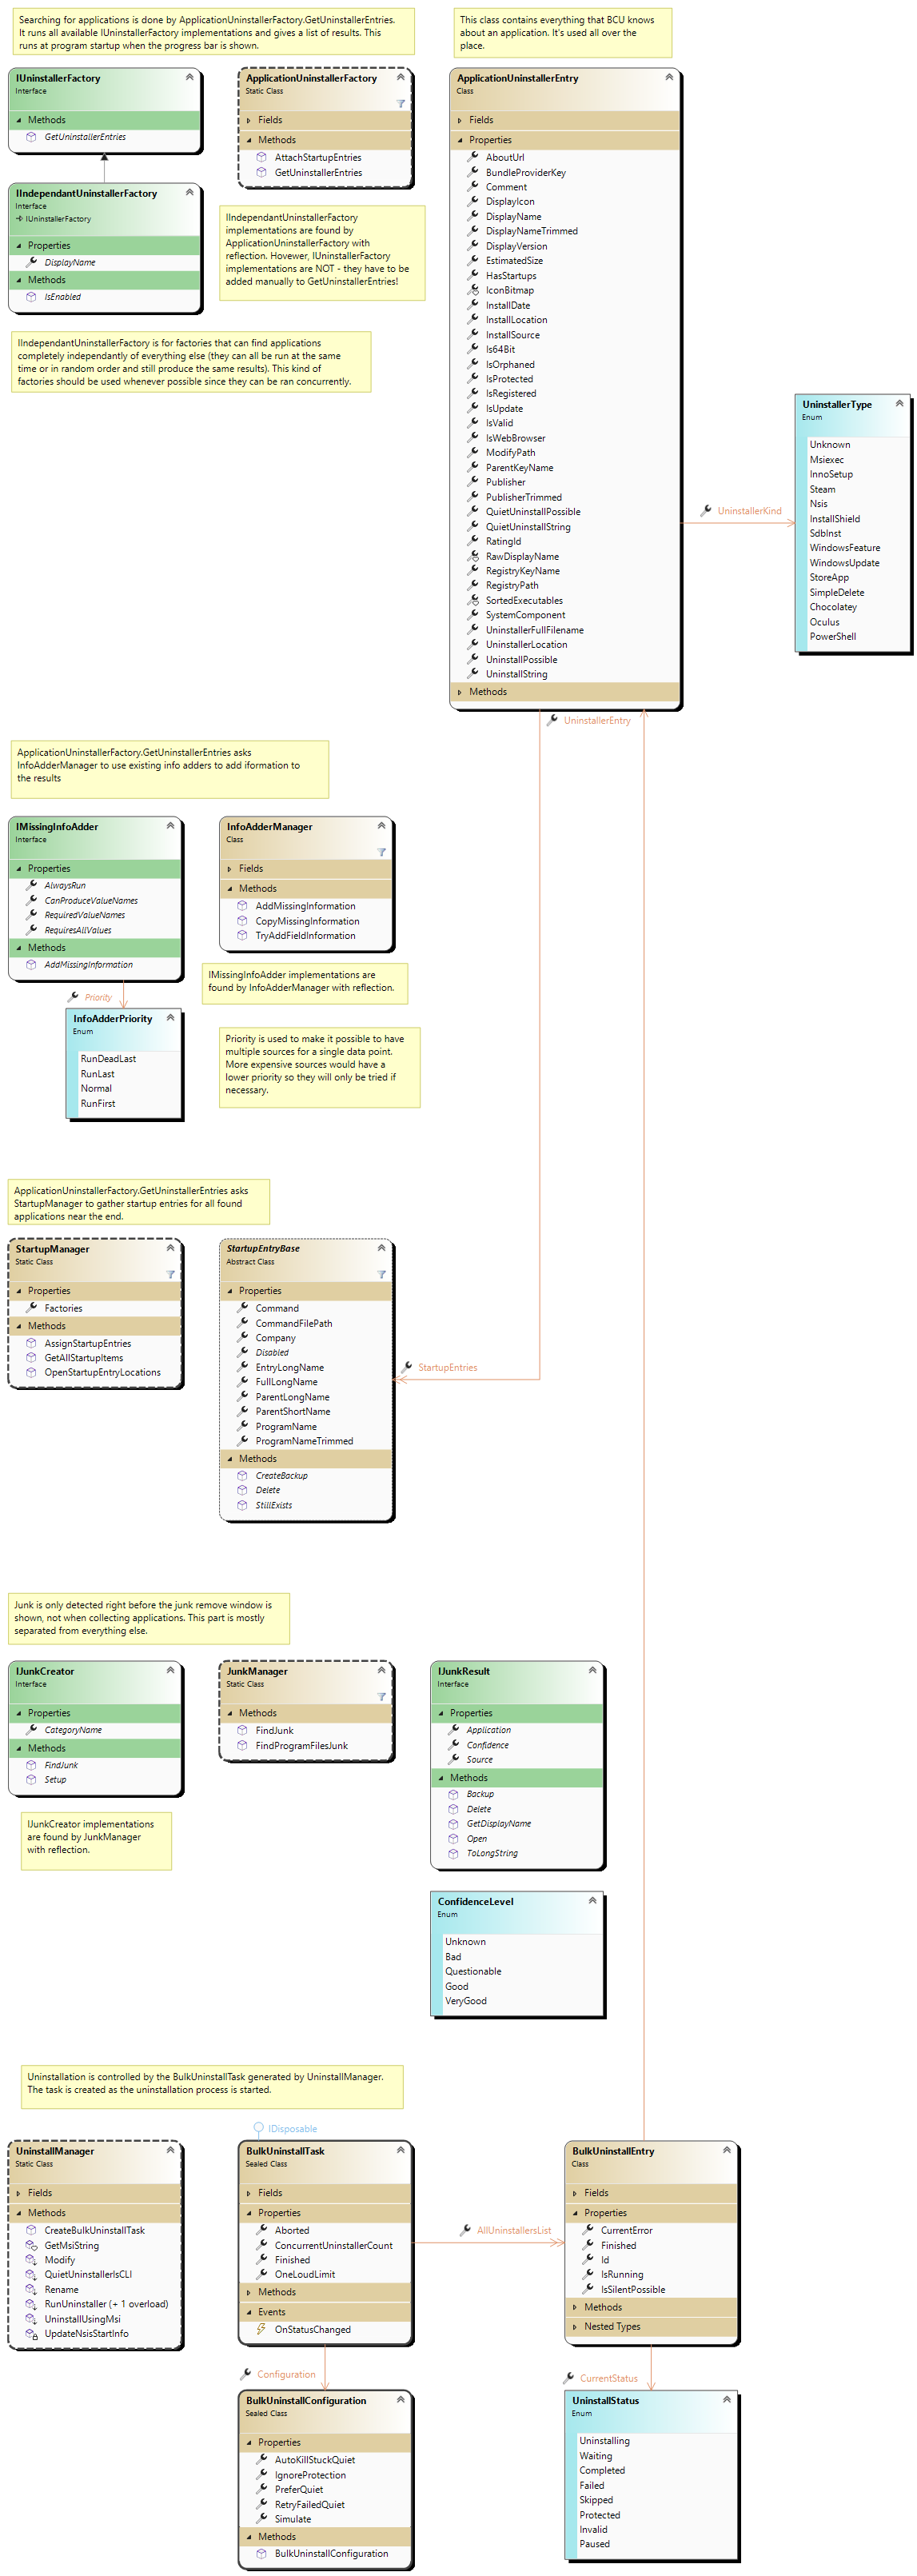 Searching for applications is done by ApplicationUninstallerFactory.GetUninstallerEntries.
It runs all available IUninstallerFactory implementations and gives a list of results. This
runs at program startup when the progress bar is shown.
This class contains everything that BCU knows
about an application. It's used all over the
place.
IUninstallerFactory
Interface
Methods
GetUninstallerEntries
ApplicationUninstallerFactory
Static Class
Fields
Methods
AttachStartupEntries
GetUninstallerEntries
IIndependantUninstallerFactory
Interface
IUninstallerFactory
Properties
DisplayName
Methods
IsEnabled
IIndependantUninstallerFactory
implementations are found by
ApplicationUninstallerFactory with
reflection. Hovever, IUninstallerFactory
implementations are NOT - they have to be
added manually to GetUninstallerEntries!
IIndependantUninstallerFactory is for factories that can find applications
completely independantly of everything else (they can all be run at the same
time or in random order and still produce the same results). This kind of
factories should be used whenever possible since they can be ran concurrently.
ApplicationUninstallerEntry
Class
Fields
Properties
AboutUrl
BundleProviderKey
Comment
DisplayIcon
DisplayName
DisplayNameTrimmed
DisplayVersion
EstimatedSize
HasStartups
IconBitmap
InstallDate
InstallLocation
InstallSource
Is64Bit
IsOrphaned
IsProtected
IsRegistered
IsUpdate
IsValid
IsWebBrowser
ModifyPath
ParentKeyName
Publisher
PublisherTrimmed
QuietUninstallPossible
QuietUninstallString
RatingId
RawDisplayName
RegistryKeyName
RegistryPath
SortedExecutables
SystemComponent
UninstallerFullFilename
UninstallerLocation
UninstallPossible
UninstallString
Methods
UninstallerKind
UninstallerType
Enum
Unknown
Msiexec
InnoSetup
Steam
Nsis
InstallShield
SdbInst
WindowsFeature
WindowsUpdate
StoreApp
SimpleDelete
Chocolatey
Oculus
PowerShell
UninstallerEntry
ApplicationUninstallerFactory.GetUninstallerEntries asks
InfoAdderManager to use existing info adders to add iformation to
the results
IMissingInfoAdder
Interface
Properties
AlwaysRun
CanProduceValueNames
RequiredValueNames
RequiresAllValues
Methods
AddMissingInformation
InfoAdderManager
Class
Fields
Methods
AddMissingInformation
CopyMissingInformation
TryAddFieldInformation
IMissingInfoAdder implementations are
found by InfoAdderManager with reflection.
Priority
InfoAdderPriority
Enum
RunDeadLast
RunLast
Normal
RunFirst
Priority is used to make it possible to have
multiple sources for a single data point.
More expensive sources would have a
lower priority so they will only be tried if
necessary.
ApplicationUninstallerFactory.GetUninstallerEntries asks
StartupManager to gather startup entries for all found
applications near the end.
StartupManager
Static Class
Properties
Factories
Methods
AssignStartupEntries
GetAllStartupItems
OpenStartupEntryLocations
StartupEntryBase
Abstract Class
Properties
Command
CommandFilePath
Company
Disabled
EntryLongName
FullLongName
ParentLongName
ParentShortName
ProgramName
ProgramNameTrimmed
Methods
CreateBackup
Delete
StillExists
StartupEntries
Junk is only detected right before the junk remove window is
shown, not when collecting applications. This part is mostly
separated from everything else.
IJunkCreator
Interface
Properties
CategoryName
Methods
FindJunk
Setup
JunkManager
Static Class
Methods
FindJunk
FindProgramFilesJunk
IJunkResult
Interface
Properties
Application
Confidence
Source
Methods
Backup
Delete
GetDisplayName
Open
ToLongString
IJunkCreator implementations
are found by JunkManager
with reflection.
ConfidenceLevel
Enum
Unknown
Bad
Questionable
Good
VeryGood
Uninstallation is controlled by the BulkUninstallTask generated by UninstallManager.
The task is created as the uninstallation process is started.
IDisposable
UninstallManager
Static Class
Fields
Methods
CreateBulkUninstallTask
GetMsiString
Modify
QuietUninstallerIsCLI
Rename
RunUninstaller (+ 1 overload)
UninstallUsingMsi
UpdateNsisStartInfo
BulkUninstallTask
Sealed Class
Fields
Properties
Aborted
ConcurrentUninstallerCount
Finished
OneLoudLimit
Methods
Events
OnStatusChanged
AllUninstallersList
BulkUninstallEntry
Class
Fields
Properties
CurrentError
Finished
Id
IsRunning
IsSilentPossible
Methods
Nested Types
Configuration
BulkUninstallConfiguration
Sealed Class
Properties
AutoKillStuckQuiet
IgnoreProtection
PreferQuiet
RetryFailedQuiet
Simulate
Methods
BulkUninstallConfiguration
CurrentStatus
UninstallStatus
Enum
Uninstalling
Waiting
Completed
Failed
Skipped
Protected
Invalid
Paused